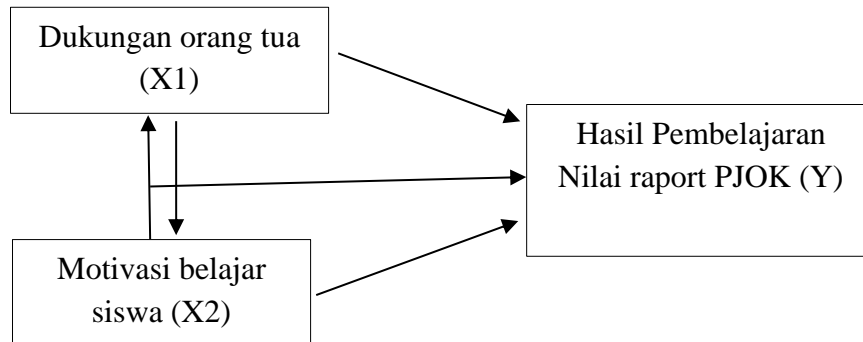 Dukungan orang tua
(X1)
Hasil Pembelajaran
Nilai raport PJOK (Y)
Motivasi belajar
siswa (X2)